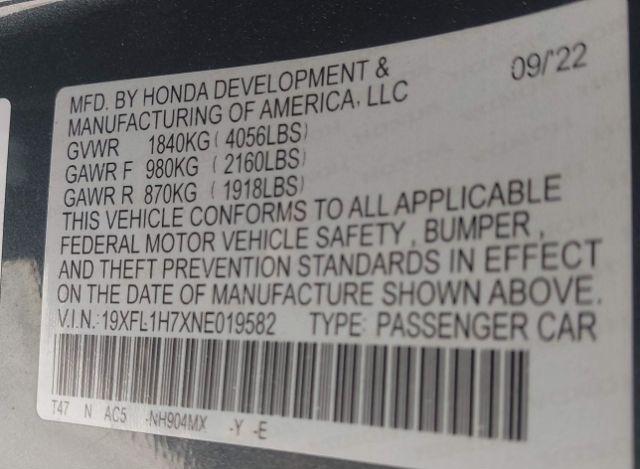 MFD. BY HONDA DEVELOPMENT & 09/'22
MANUFACTURING OF AMERICA, LLC
GVWR 1840KG ( 4056LBS)
GAWR F 980KG ( 2160LBS)
GAWR R 870KG ( 1918LBS)
THIS VEHICLE CONFORMS TO ALL APPLICABLE
FEDERAL MOTOR VEHICLE SAFETY , BUMPER ,
AND THEFT PREVENTION STANDARDS IN EFFECT
ON THE DATE OF MANUFACTURE SHOWN ABOVE.
V.I.N.:19XFL1H7XNE019582 TYPE: PASSENGER CAR
T47 N AC5 -NH904MX -Y -E